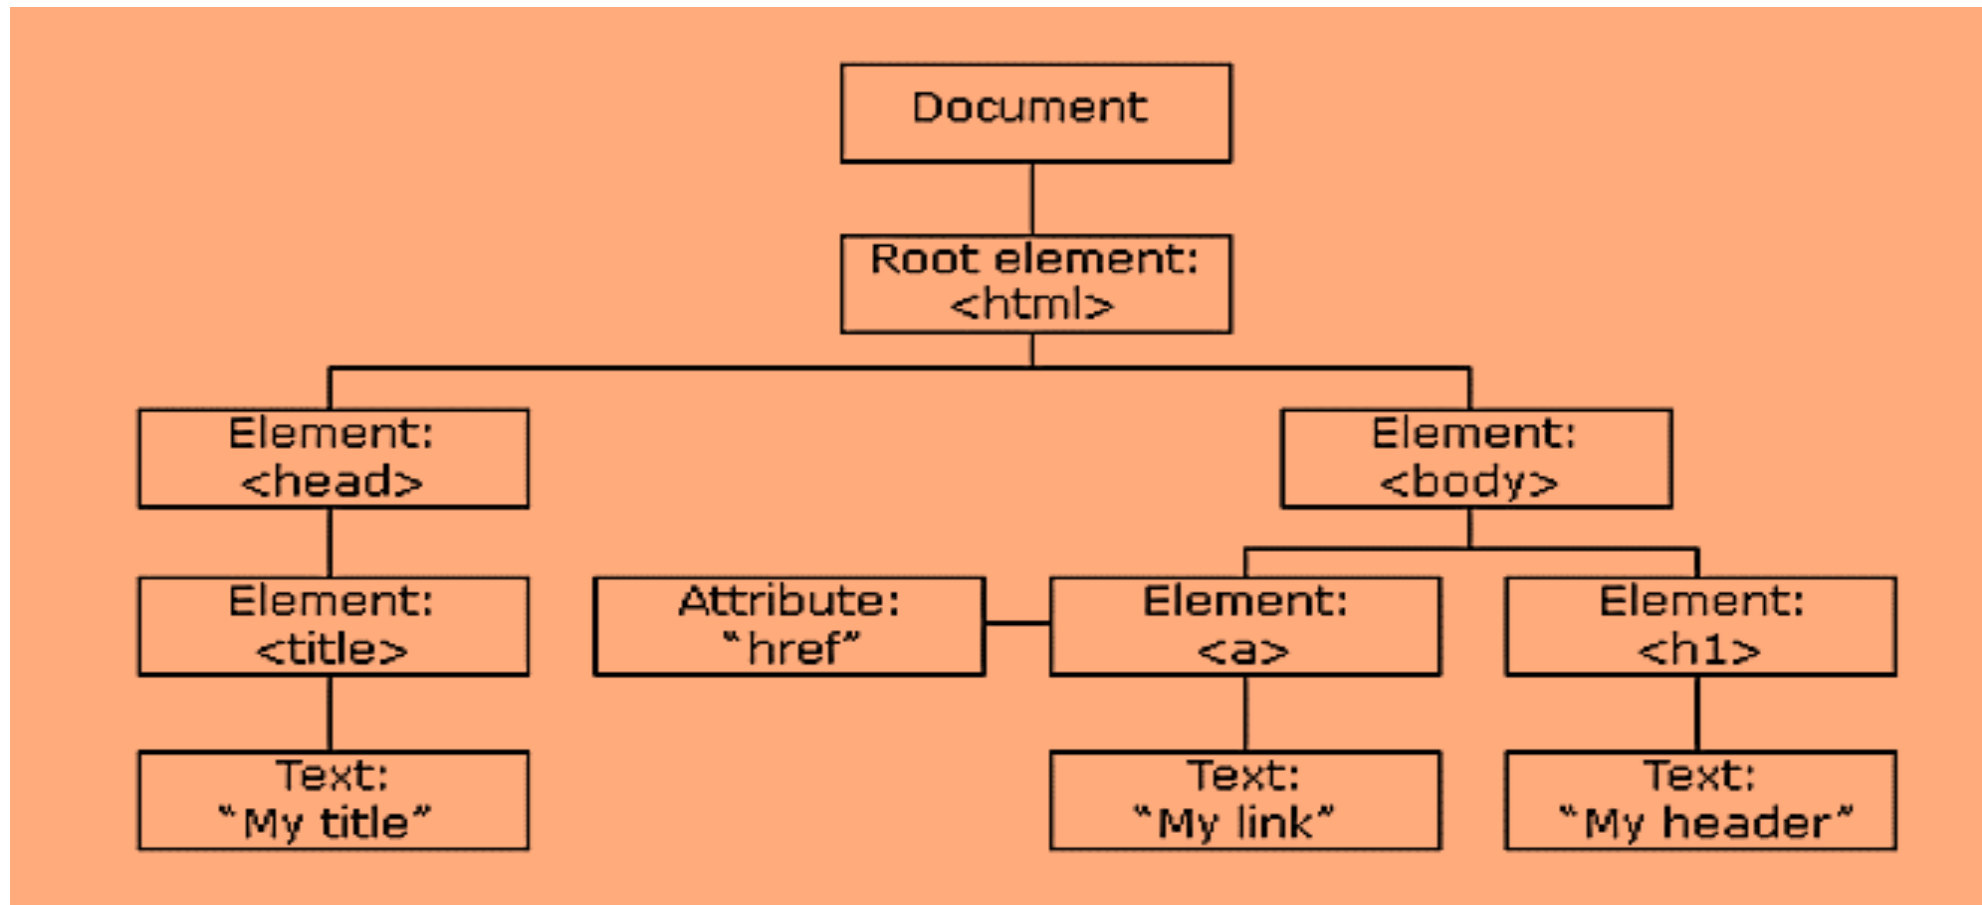 Document
Root element:
<html>
Element:
<head>
Element:
<body>
Element:
<title>
Attribute:
“href”
Element:
<a>
Element:
<h1>
Text:
“My title”
Text:
“My link”
Text:
“My header”